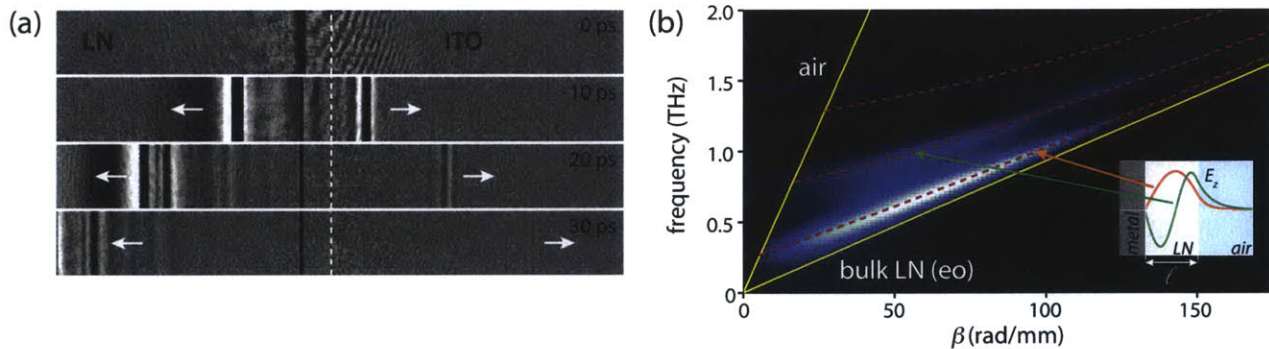 (a)
LN
ITO
0 ps
10 ps
20 ps
30 ps
(b)
2.0
1.5
1.0
0.5
0
frequency (THz)
air
bulk LN (eo)
E_z
metal
LN
air
ℓ
0
50
100
150
β (rad/mm)